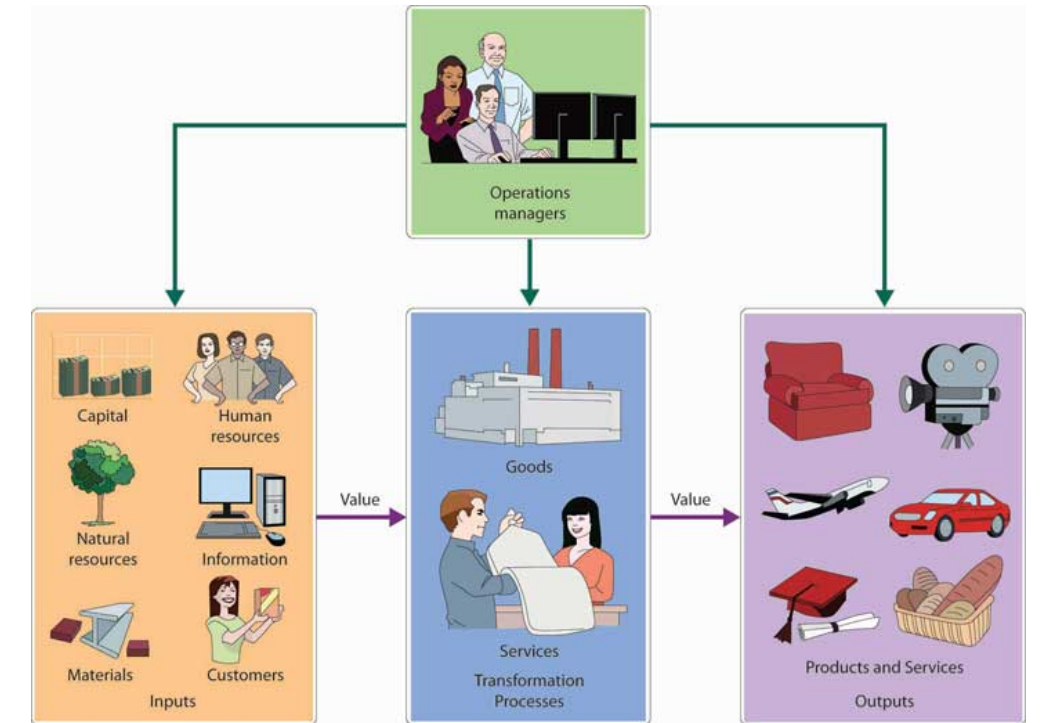 Operations
managers
Capital
Human
resources
Natural
resources
Information
Materials
Customers
Inputs
Value
Goods
Services
Transformation
Processes
Value
Products and Services
Outputs